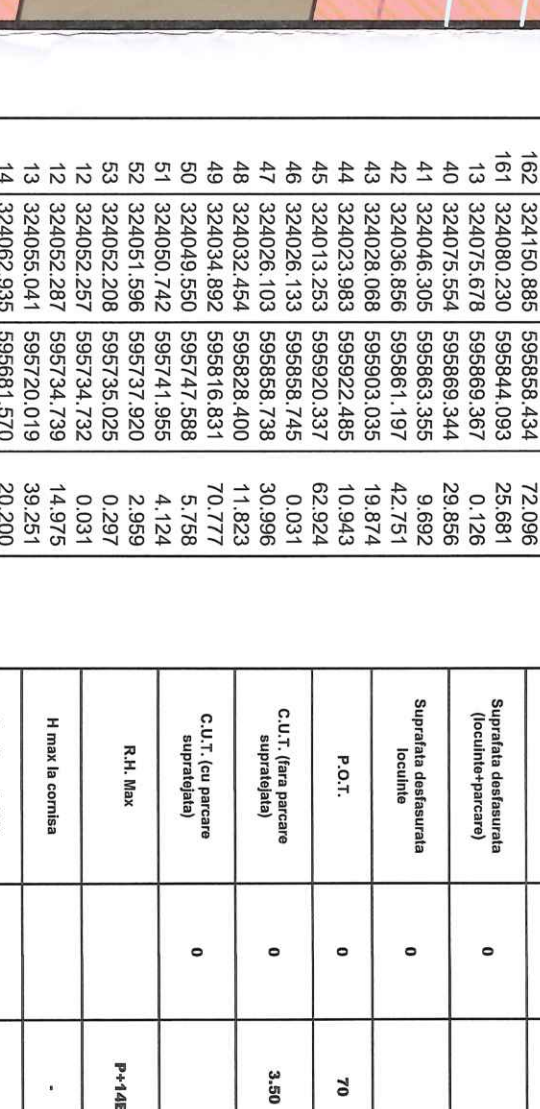 162 324150.885 595858.434 72.096
161 324080.230 595844.093 25.681
13 324075.678 595869.367 0.126
40 324075.554 595869.344 29.856
41 324046.305 595863.355 9.692
42 324036.856 595861.197 42.751
43 324028.068 595903.035 19.874
44 324023.983 595922.485 10.943
45 324013.253 595920.337 62.924
46 324026.133 595858.745 0.031
47 324026.103 595858.738 30.996
48 324032.454 595828.400 11.823
49 324034.892 595816.831 70.777
50 324049.550 595747.588 5.758
51 324050.742 595741.955 4.124
52 324051.596 595737.920 2.959
53 324052.208 595735.025 0.297
12 324052.257 595734.732 0.031
12 324052.287 595734.739 14.975
13 324055.041 595720.019 39.251
14 324062.935 595681.570 20.200
Suprafata desfasurata
(locuinte+parcare) 0
Suprafata desfasurata
locuinte 0
P.O.T. 0 70
C.U.T. (fara parcare
supratejata) 0 3.50
C.U.T. (cu parcare
supratejata) 0
R.H. Max P+14E
H max la cornisa -